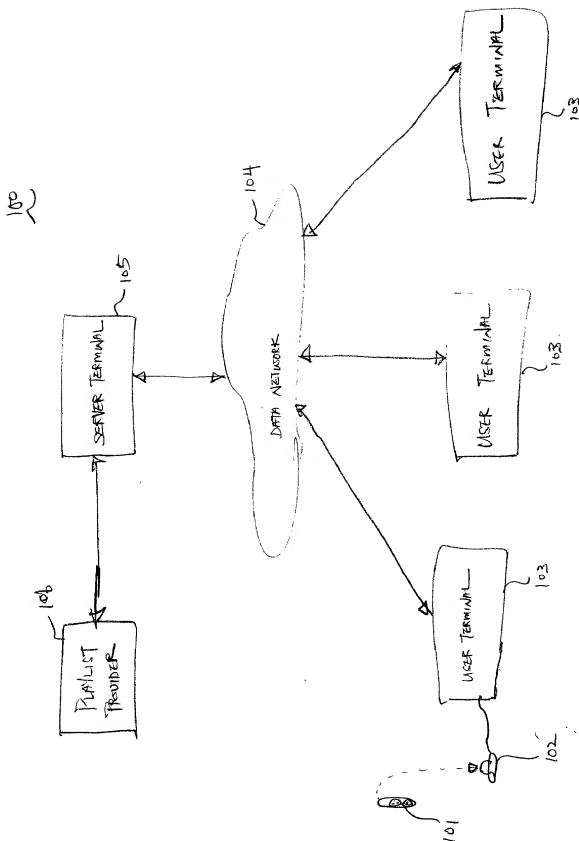 100
106
PLAYLIST
PROVIDER
SERVER TERMINAL
105
104
DATA NETWORK
USER TERMINAL
103
USER TERMINAL
103
USER TERMINAL
103
101
102